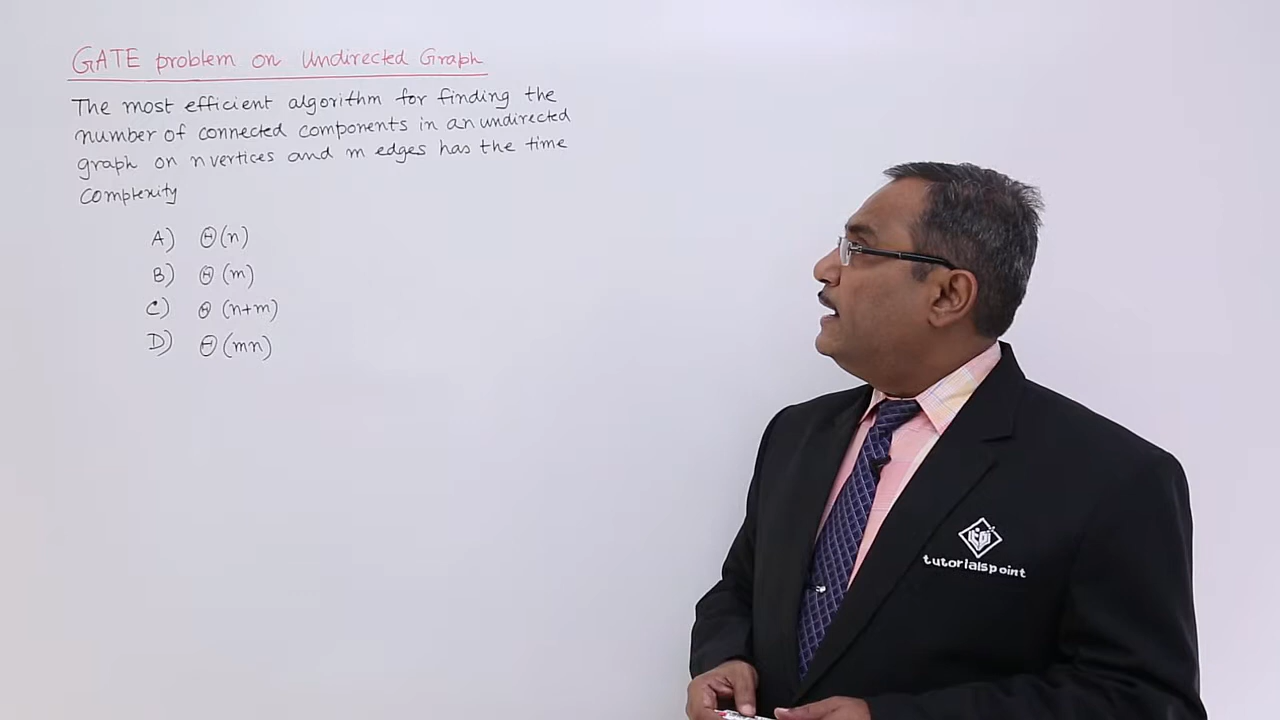 GATE problem on Undirected Graph
The most efficient algorithm for finding the
number of connected components in an undirected
graph on n vertices and m edges has the time
complexity
A) Θ(n)
B) Θ (m)
C) Θ (n+m)
D) Θ (mn)
tutorialspoint